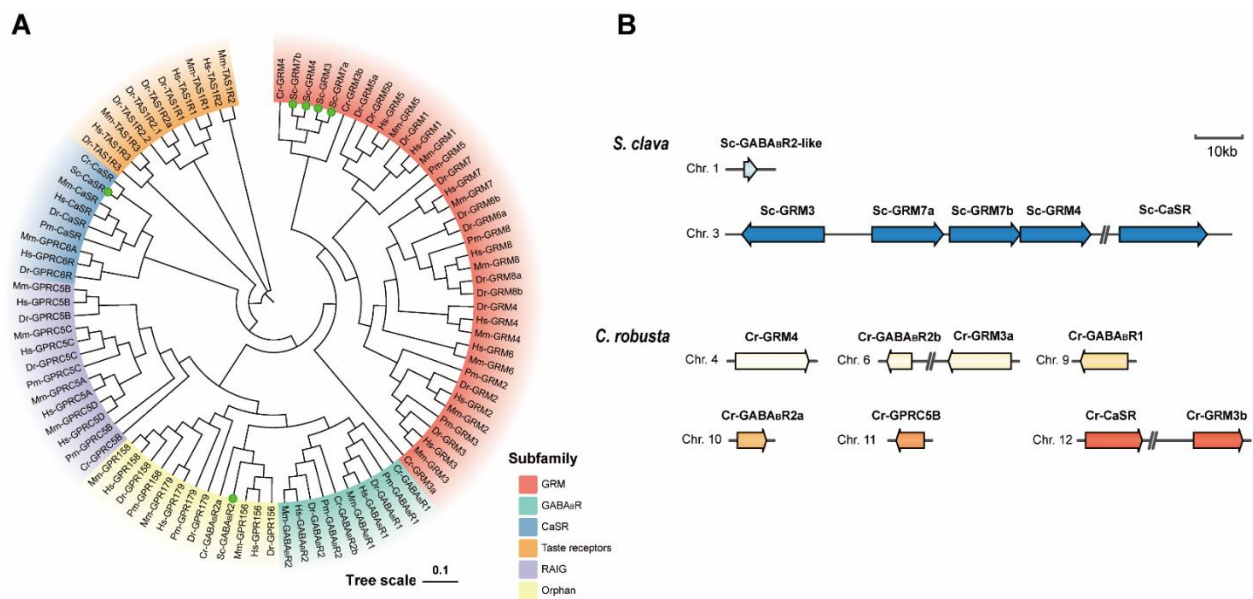 A
Mm-TAS1R2
Hs-TAS1R2
Mm-TAS1R1
Hs-TAS1R1
Dr-TAS1R1
Dr-TAS1R2a
Dr-TAS1R2.1
Dr-TAS1R2.2
Mm-TAS1R3
Hs-TAS1R3
Dr-TAS1R3
Cr-CaSR
Sc-CaSR
Mm-CaSR
Hs-CaSR
Dr-CaSR
Pm-CaSR
Mm-GPRC6A
Hs-GPRC6R
Dr-GPRC6R
Mm-GPRC5B
Hs-GPRC5B
Dr-GPRC5B
Mm-GPRC5C
Hs-GPRC5C
Dr-GPRC5C
Pm-GPRC5C
Mm-GPRC5A
Hs-GPRC5A
Mm-GPRC5D
Hs-GPRC5D
Pm-GPRC5B
Cr-GPRC5B
Mm-GPR158
Hs-GPR158
Dr-GPR158
Pm-GPR158
Mm-GPR179
Hs-GPR179
Pm-GPR179
Dr-GPR179
Cr-GABABR2a
Sc-GABABR2
Mm-GPR156
Hs-GPR156
Dr-GPR156
Mm-GABABR2
Hs-GABABR2
Dr-GABABR2
Pm-GABABR2
Cr-GABABR2b
Mm-GABABR1
Hs-GABABR1
Dr-GABABR1
Pm-GABABR1
Cr-GABABR1
Cr-GRM3a
Mm-GRM3
Hs-GRM3
Dr-GRM3
Pm-GRM3
Mm-GRM2
Hs-GRM2
Dr-GRM2
Pm-GRM2
Mm-GRM6
Hs-GRM6
Mm-GRM4
Hs-GRM4
Dr-GRM4
Dr-GRM8b
Dr-GRM8a
Mm-GRM8
Hs-GRM8
Pm-GRM8
Dr-GRM6a
Dr-GRM6b
Mm-GRM7
Hs-GRM7
Dr-GRM7
Pm-GRM5
Mm-GRM1
Hs-GRM1
Dr-GRM1
Mm-GRM5
Hs-GRM5
Dr-GRM5b
Dr-GRM5a
Cr-GRM3b
Sc-GRM7a
Sc-GRM3
Sc-GRM4
Sc-GRM7b
Cr-GRM4
Subfamily
GRM
GABABR
CaSR
Taste receptors
RAIG
Orphan
Tree scale 0.1
B
10kb
S. clava
Sc-GABABR2-like
Chr. 1
Sc-GRM3 Sc-GRM7a Sc-GRM7b Sc-GRM4 Sc-CaSR
Chr. 3
C. robusta
Cr-GRM4 Cr-GABABR2b Cr-GRM3a Cr-GABABR1
Chr. 4 Chr. 6 Chr. 9
Cr-GABABR2a Cr-GPRC5B Cr-CaSR Cr-GRM3b
Chr. 10 Chr. 11 Chr. 12